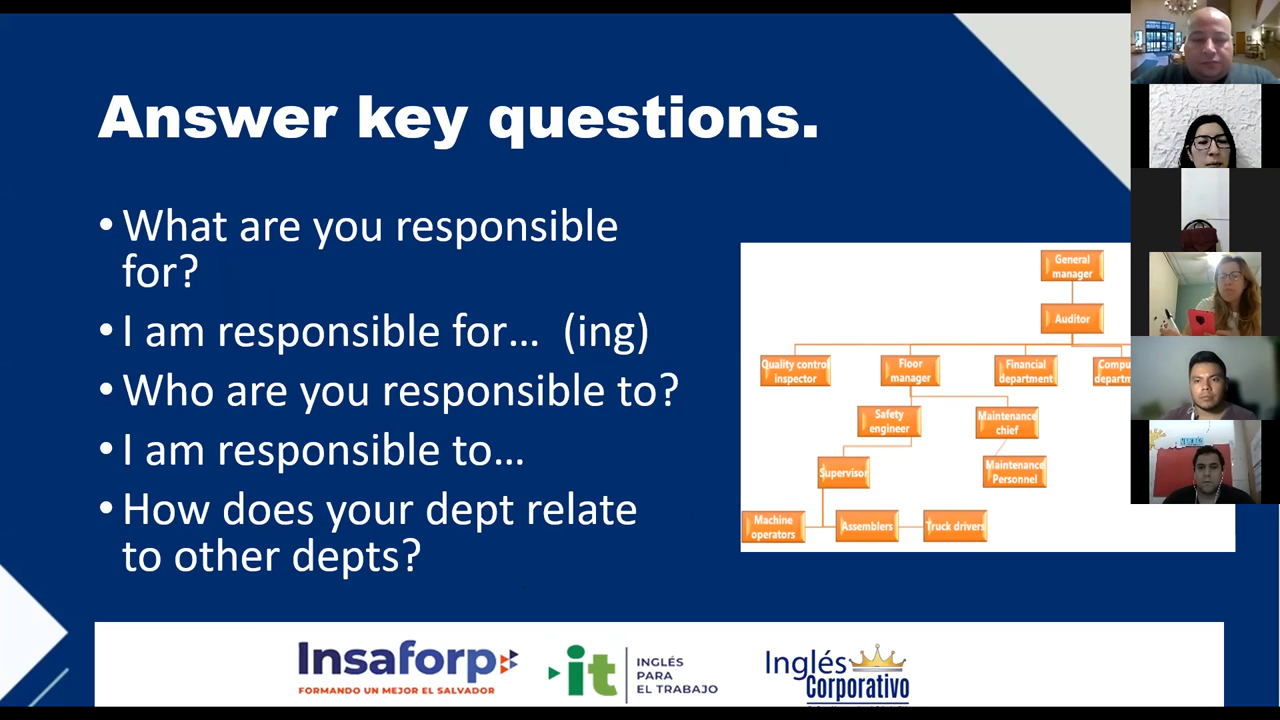 Answer key questions.
• What are you responsible
for?
• I am responsible for... (ing)
• Who are you responsible to?
• I am responsible to...
• How does your dept relate
to other depts?
General
manager
Auditor
Quality control
inspector
Floor
manager
Financial
department
Compu
departm
Safety
engineer
Maintenance
chief
Supervisor
Maintenance
Personnel
Machine
operators
Assemblers
Truck drivers
Insaforp
FORMANDO UN MEJOR EL SALVADOR
it
INGLÉS
PARA
EL TRABAJO
Inglés
Corporativo